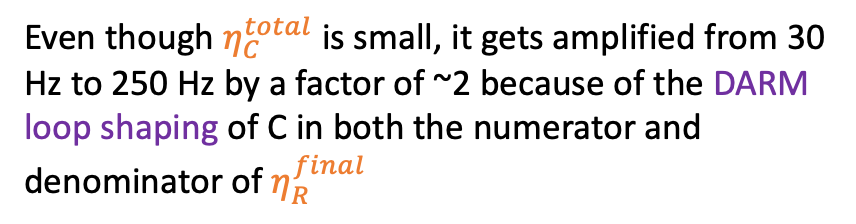 Even though η_C^total is small, it gets amplified from 30
Hz to 250 Hz by a factor of ~2 because of the DARM
loop shaping of C in both the numerator and
denominator of η_R^final